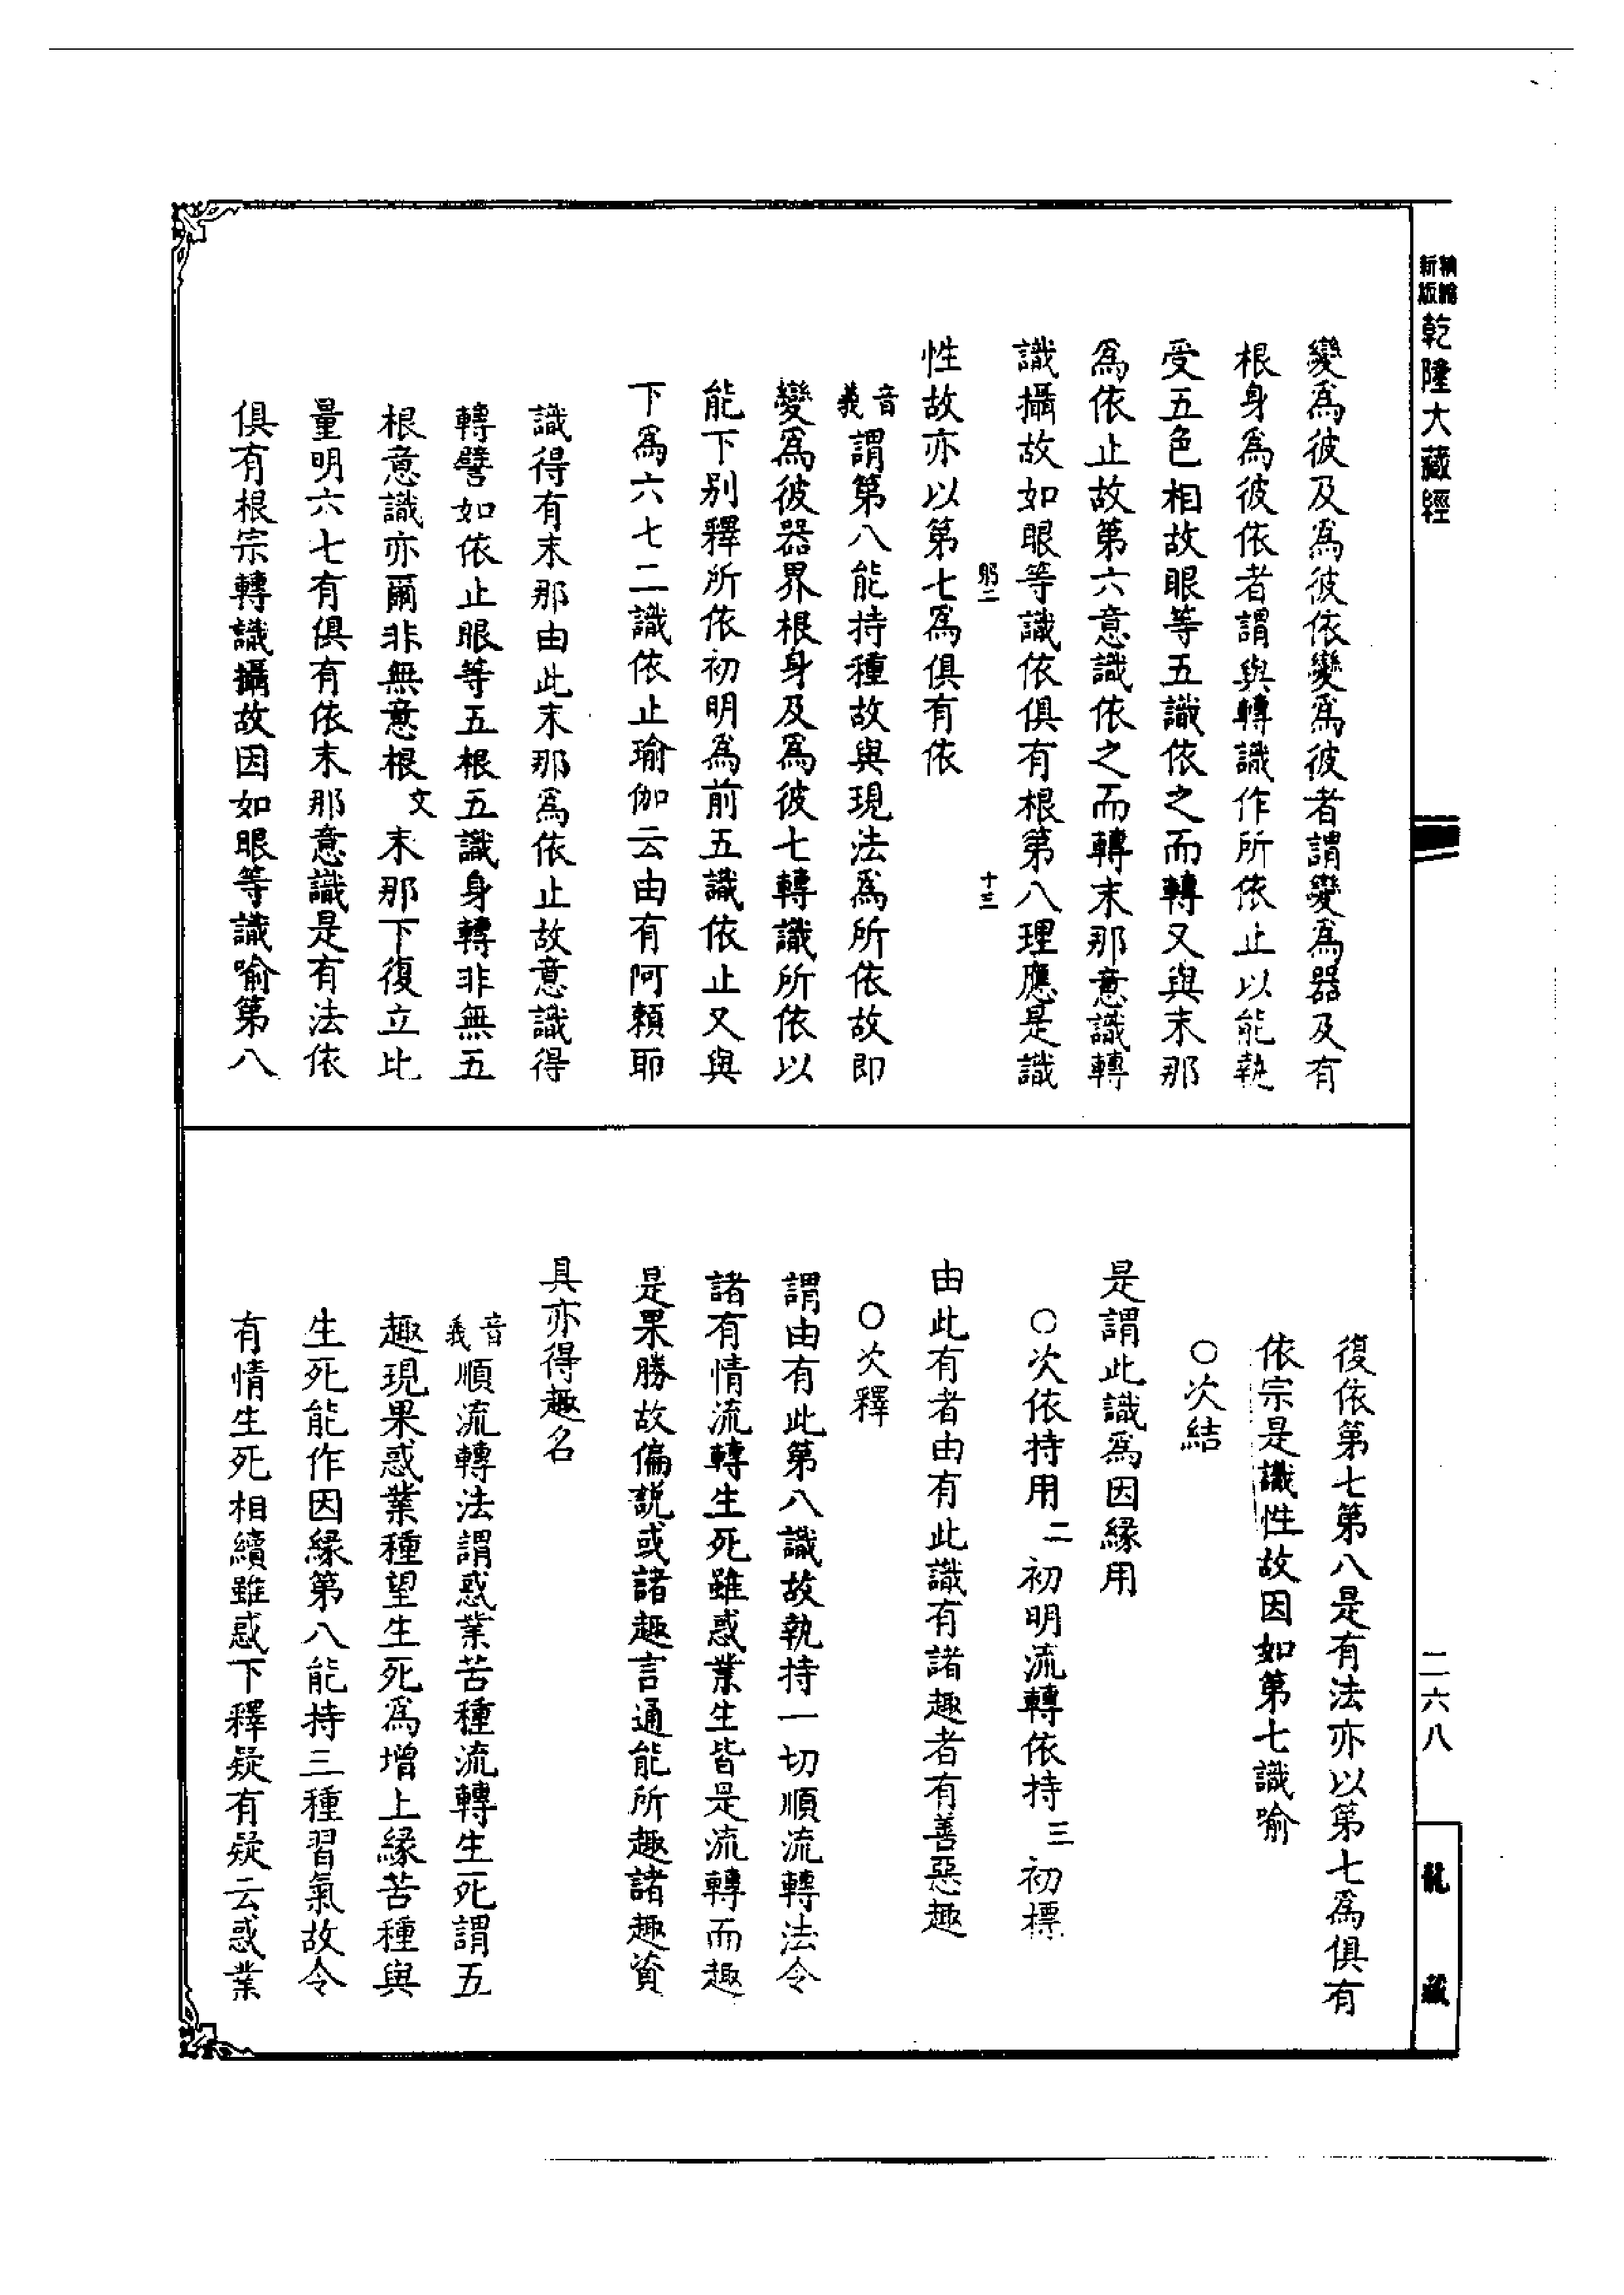 精縮新版乾隆大藏經
變爲彼及爲彼依變爲彼者謂變爲器及有
根身爲彼依者謂與轉識作所依止以能執
受五色相故眼等五識依之而轉又與末那
爲依止故第六意識依之而轉末那意識轉
識攝故如眼等識依俱有根第八理應是識
十三
性故亦以第七爲俱有依
音義謂第八能持種故與現法爲所依故即
變爲彼器界根身及爲彼七轉識所依以
能下别釋所依初明爲前五識依止又與
下爲六七二識依止瑜伽云由有阿頼耶
識得有末那由此末那爲依止故意識得
轉譬如依止眼等五根五識身轉非無五
根意識亦爾非無意根文末那下復立比
量明六七有俱有依末那意識是有法依
俱有根宗轉識攝故因如眼等識喻第八
復依第七第八是有法亦以第七爲俱有
依宗是識性故因如第七識喻
○次結
是謂此識爲因緣用
○次依持用二初明流轉依持三初標
由此有者由有此識有諸趣者有善惡趣
○次釋
謂由有此第八識故執持一切順流轉法令
諸有情流轉生死雖惑業生皆是流轉而趣
是果勝故偏説或諸趣言通能所趣諸趣資
具亦得趣名
音義順流轉法謂惑業苦種流轉生死謂五
趣現果惑業種望生死爲增上緣苦種與
生死能作因緣第八能持三種習氣故令
有情生死相續雖惑下釋疑有疑云惑業
二六八
龍藏